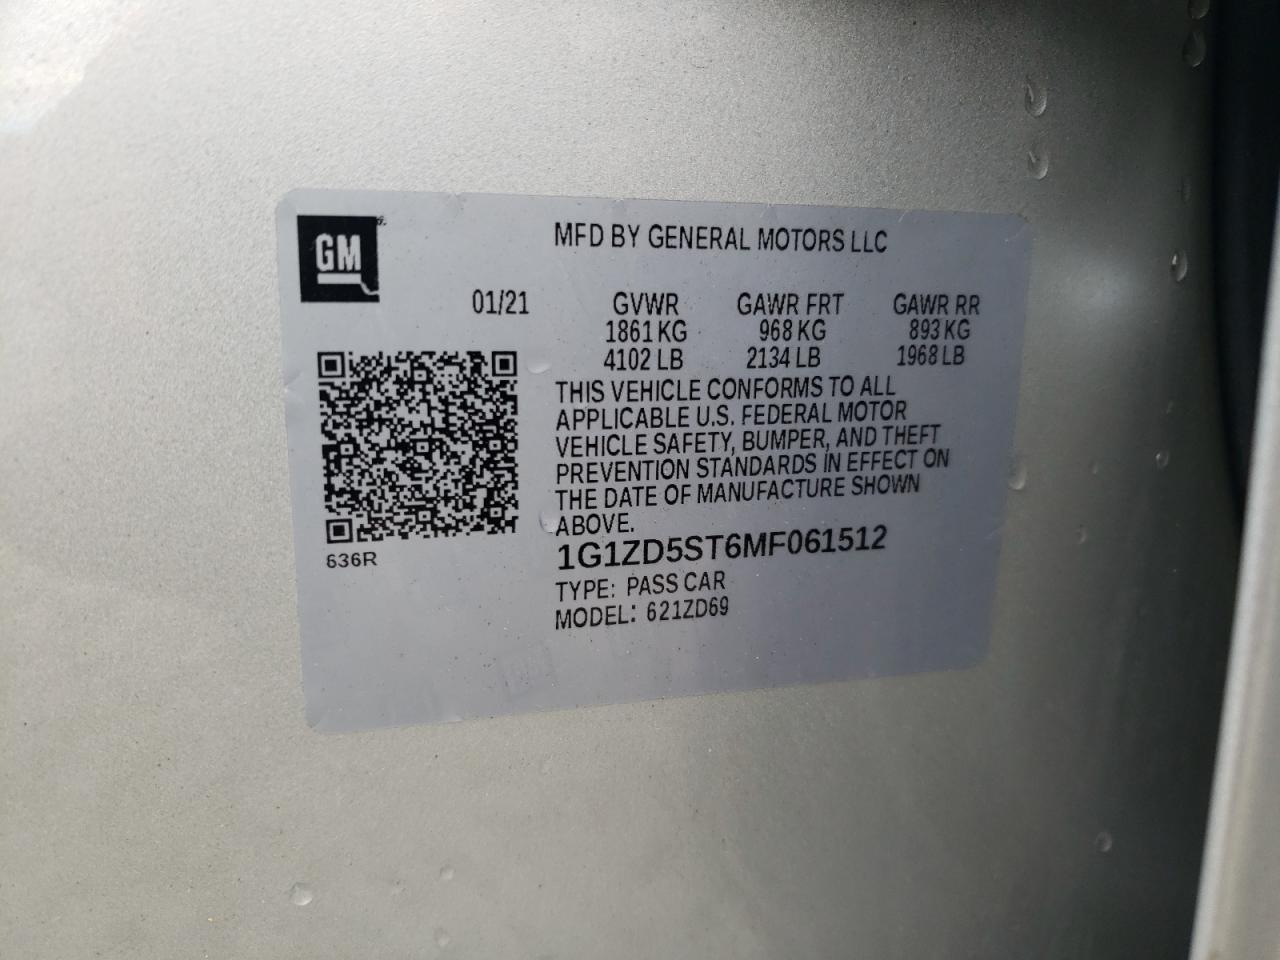 GM
MFD BY GENERAL MOTORS LLC
01/21 GVWR GAWR FRT GAWR RR
1861 KG 968 KG 893 KG
4102 LB 2134 LB 1968 LB
THIS VEHICLE CONFORMS TO ALL
APPLICABLE U.S. FEDERAL MOTOR
VEHICLE SAFETY, BUMPER, AND THEFT
PREVENTION STANDARDS IN EFFECT ON
THE DATE OF MANUFACTURE SHOWN
ABOVE.
1G1ZD5ST6MF061512
636R
TYPE: PASS CAR
MODEL: 621ZD69